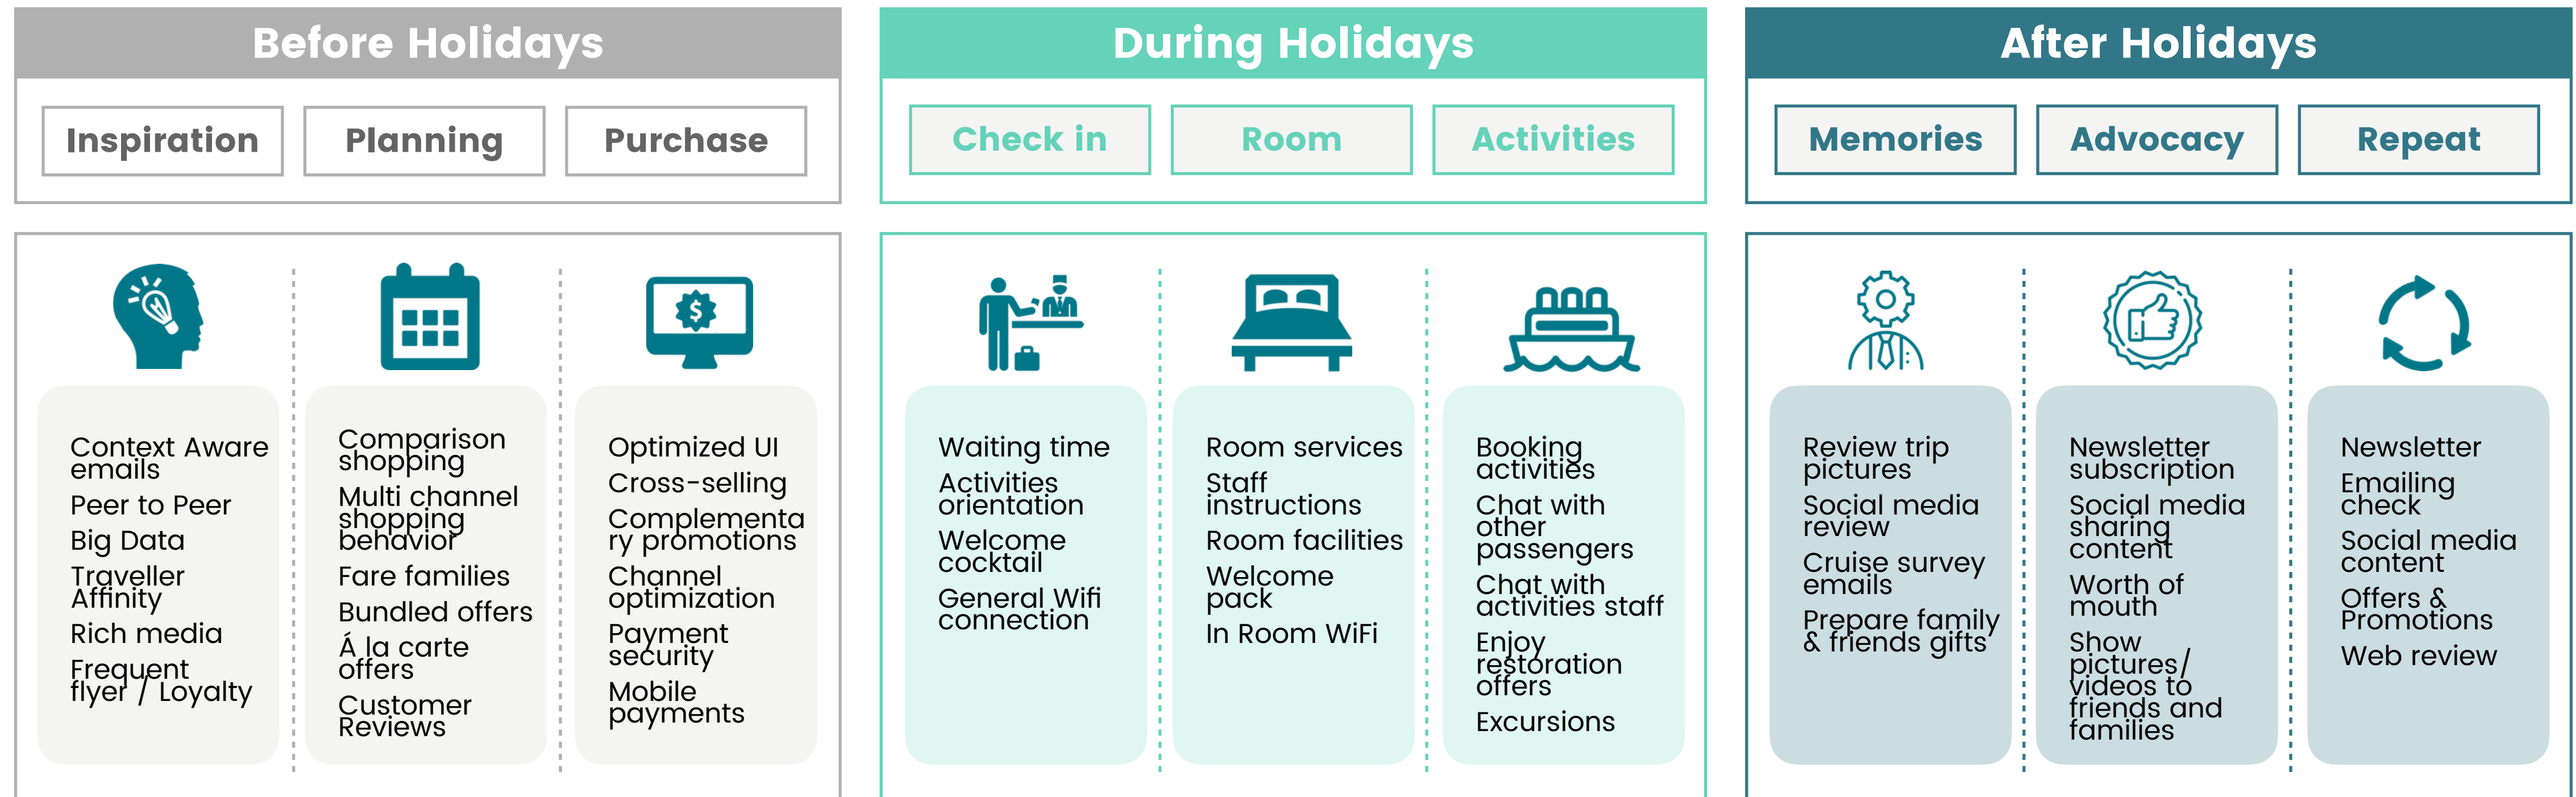 Before Holidays
Inspiration
Planning
Purchase
Context Aware
emails
Peer to Peer
Big Data
Traveller
Affinity
Rich media
Frequent
flyer / Loyalty
Comparison
shopping
Multi channel
shopping
behavior
Fare families
Bundled offers
Á la carte
offers
Customer
Reviews
Optimized UI
Cross-selling
Complementa
ry promotions
Channel
optimization
Payment
security
Mobile
payments
During Holidays
Check in
Room
Activities
Waiting time
Activities
orientation
Welcome
cocktail
General Wifi
connection
Room services
Staff
instructions
Room facilities
Welcome
pack
In Room WiFi
Booking
activities
Chat with
other
passengers
Chat with
activities staff
Enjoy
restoration
offers
Excursions
After Holidays
Memories
Advocacy
Repeat
Review trip
pictures
Social media
review
Cruise survey
emails
Prepare family
& friends gifts
Newsletter
subscription
Social media
sharing
content
Worth of
mouth
Show
pictures/
videos to
friends and
families
Newsletter
Emailing
check
Social media
content
Offers &
Promotions
Web review
$